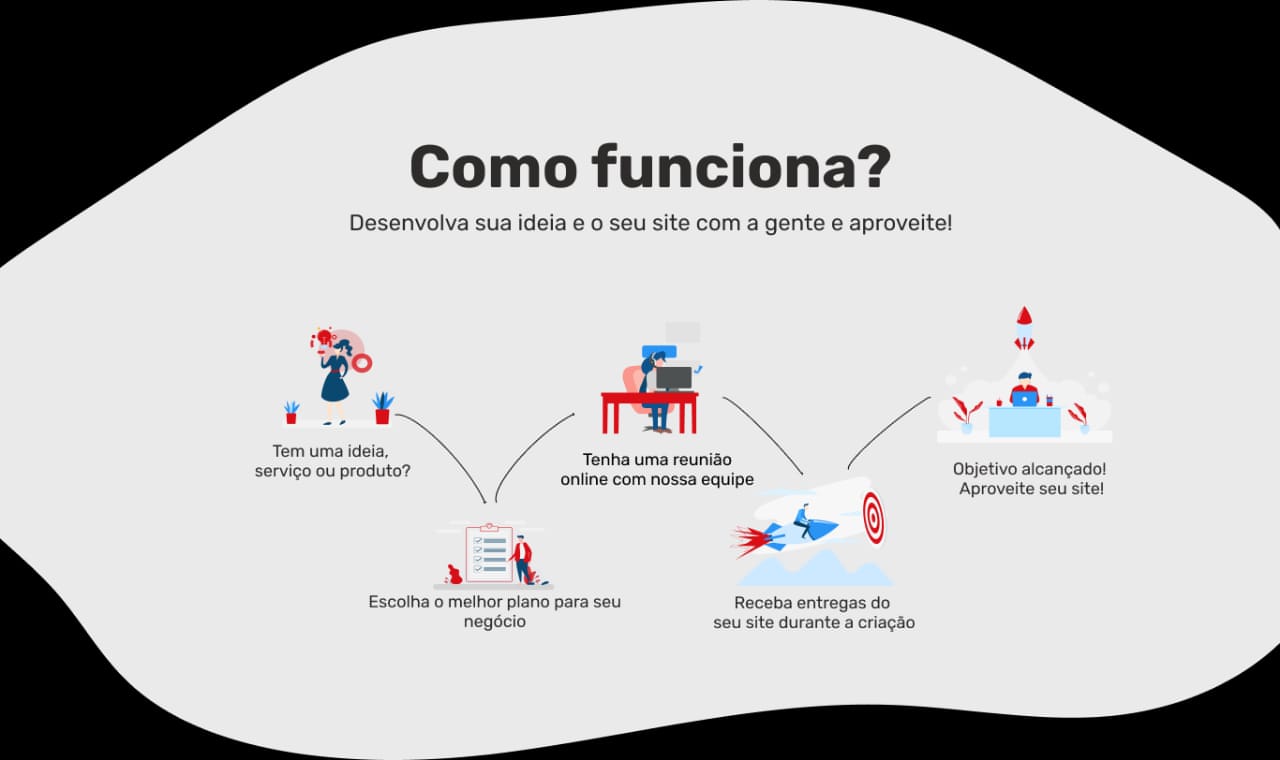 Como funciona?
Desenvolva sua ideia e o seu site com a gente e aproveite!
Tem uma ideia,
serviço ou produto?
Escolha o melhor plano para seu
negócio
Tenha uma reunião
online com nossa equipe
Receba entregas do
seu site durante a criação
Objetivo alcançado!
Aproveite seu site!